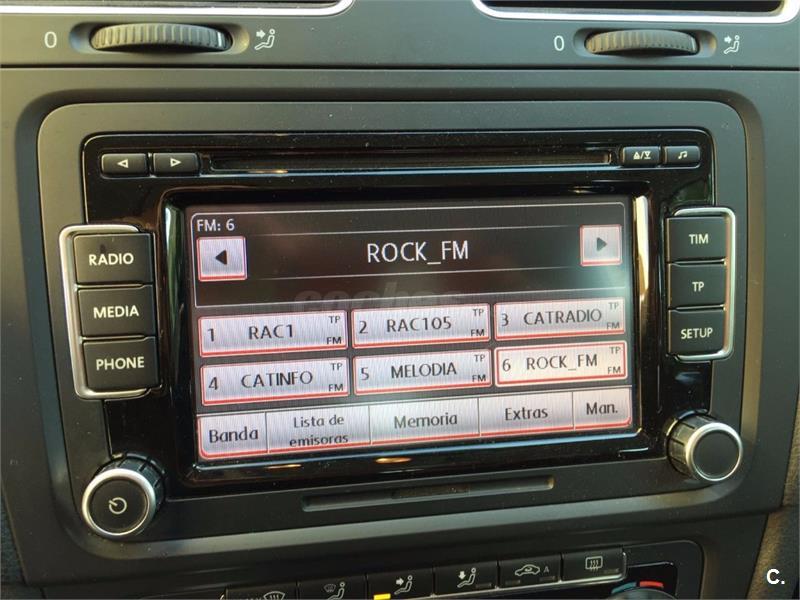 0
0
RADIO
MEDIA
PHONE
FM: 6
ROCK_FM
1 RAC1 TP FM
2 RAC105 TP FM
3 CATRADIO TP FM
4 CATINFO TP FM
5 MELODIA TP FM
6 ROCK_FM TP FM
Banda
Lista de
emisoras
Memoria
Extras
Man.
TIM
TP
SETUP
A
C.